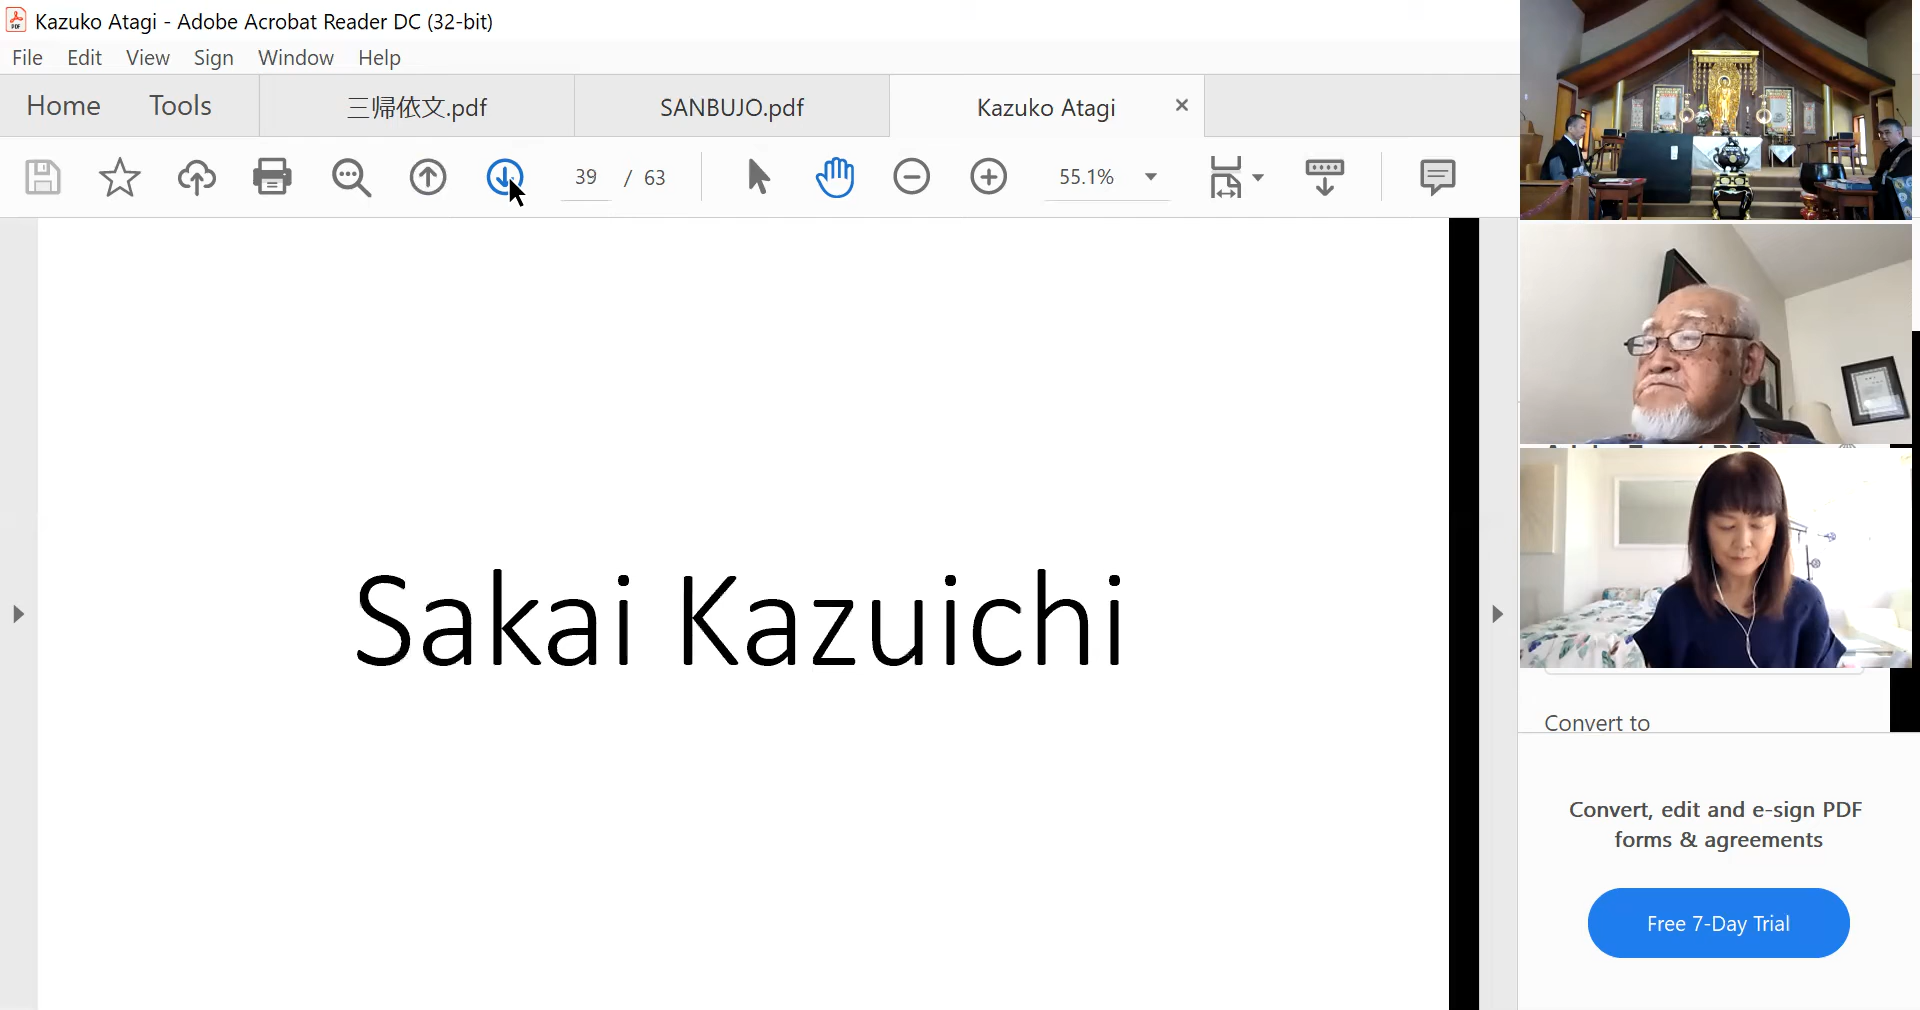 Kazuko Atagi - Adobe Acrobat Reader DC (32-bit)
File Edit View Sign Window Help
Home Tools 三帰依文.pdf SANBUJO.pdf Kazuko Atagi
39 / 63 55.1%
Sakai Kazuichi
Convert to
Convert, edit and e-sign PDF
forms & agreements
Free 7-Day Trial